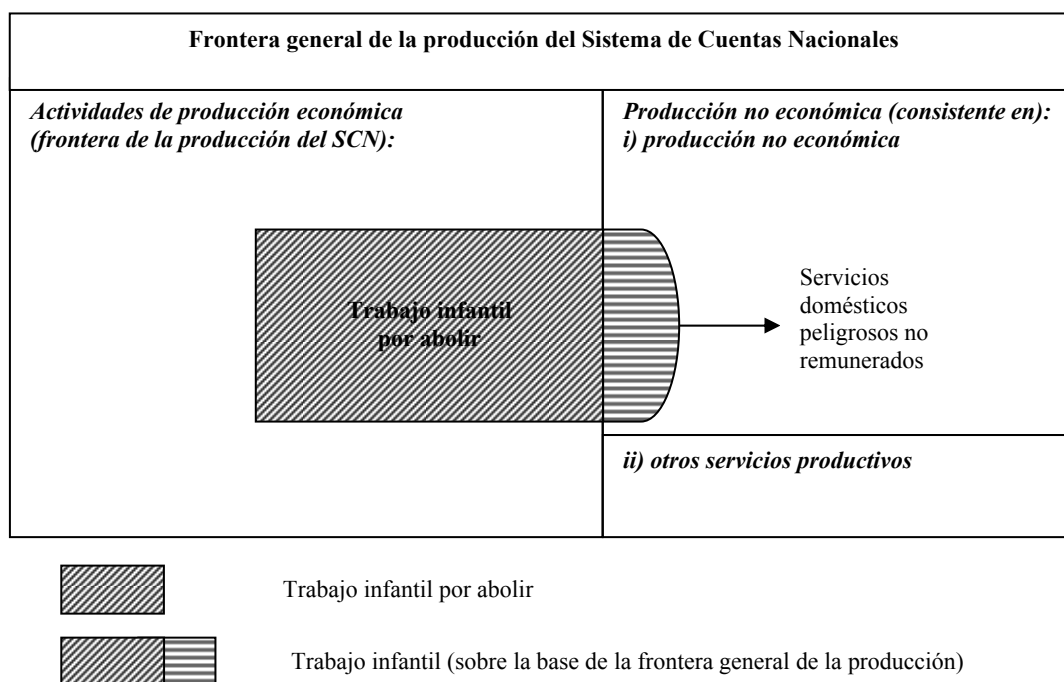 Frontera general de la producción del Sistema de Cuentas Nacionales
Actividades de producción económica
(frontera de la producción del SCN):
Producción no económica (consistente en):
i) producción no económica
Trabajo infantil
por abolir
Servicios
domésticos
peligrosos no
remunerados
ii) otros servicios productivos
Trabajo infantil por abolir
Trabajo infantil (sobre la base de la frontera general de la producción)